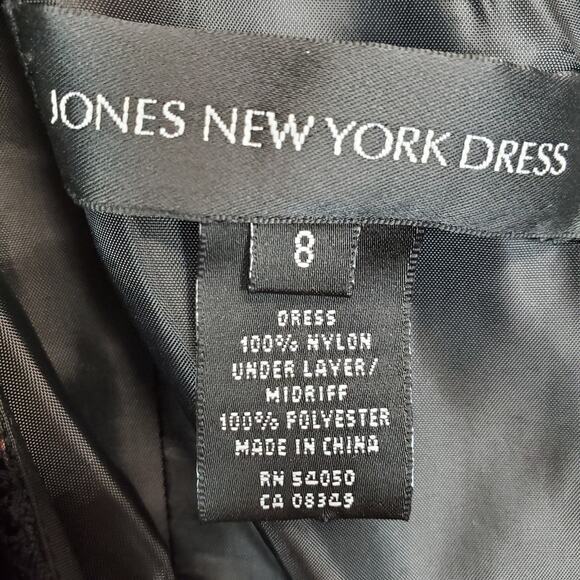 JONES NEW YORK DRESS
8
DRESS
100% NYLON
UNDER LAYER/
MIDRIFF
100% POLYESTER
MADE IN CHINA
RN 54050
CA 08349